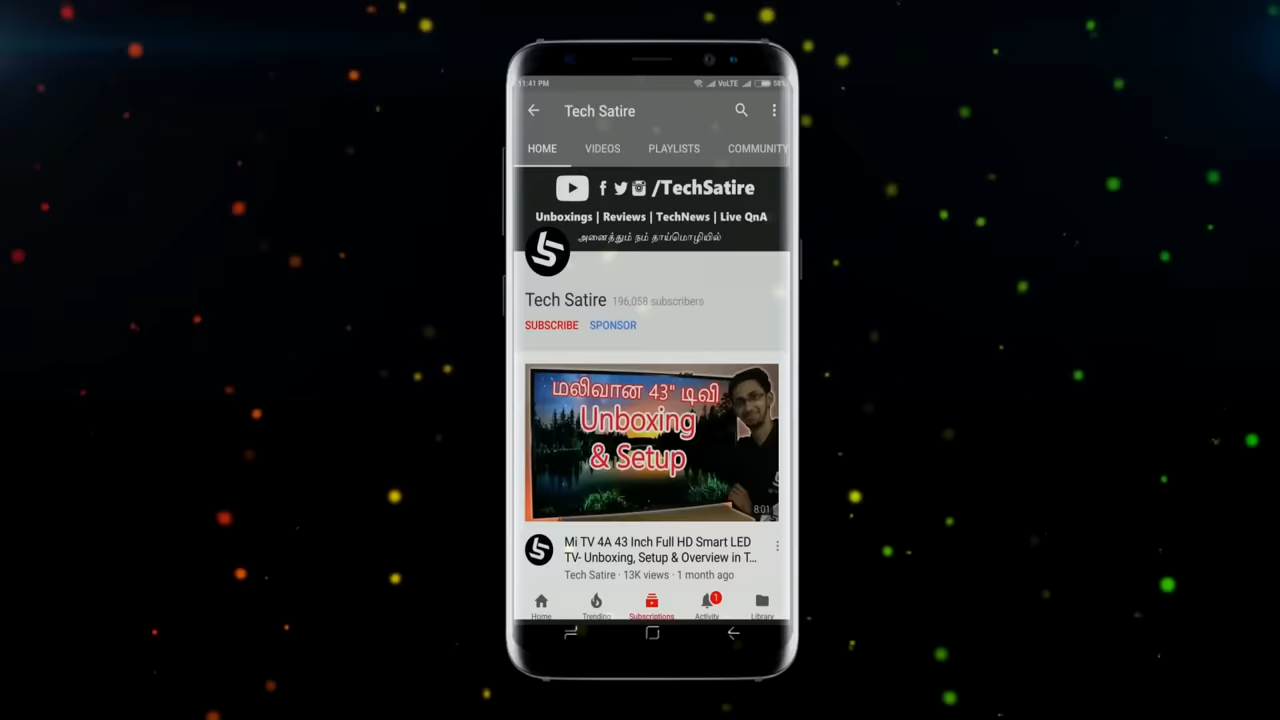 11:41 PM VoLTE 58%
Tech Satire
HOME VIDEOS PLAYLISTS COMMUNITY
/TechSatire
Unboxings | Reviews | TechNews | Live QnA
அனைத்தும் நம் தாய்மொழியில்
Tech Satire 196,058 subscribers
SUBSCRIBE SPONSOR
மலிவான 43" டிவி
Unboxing
& Setup
8:01
Mi TV 4A 43 Inch Full HD Smart LED
TV- Unboxing, Setup & Overview in T...
Tech Satire · 13K views · 1 month ago
1
Home Trending Subscriptions Activity Library